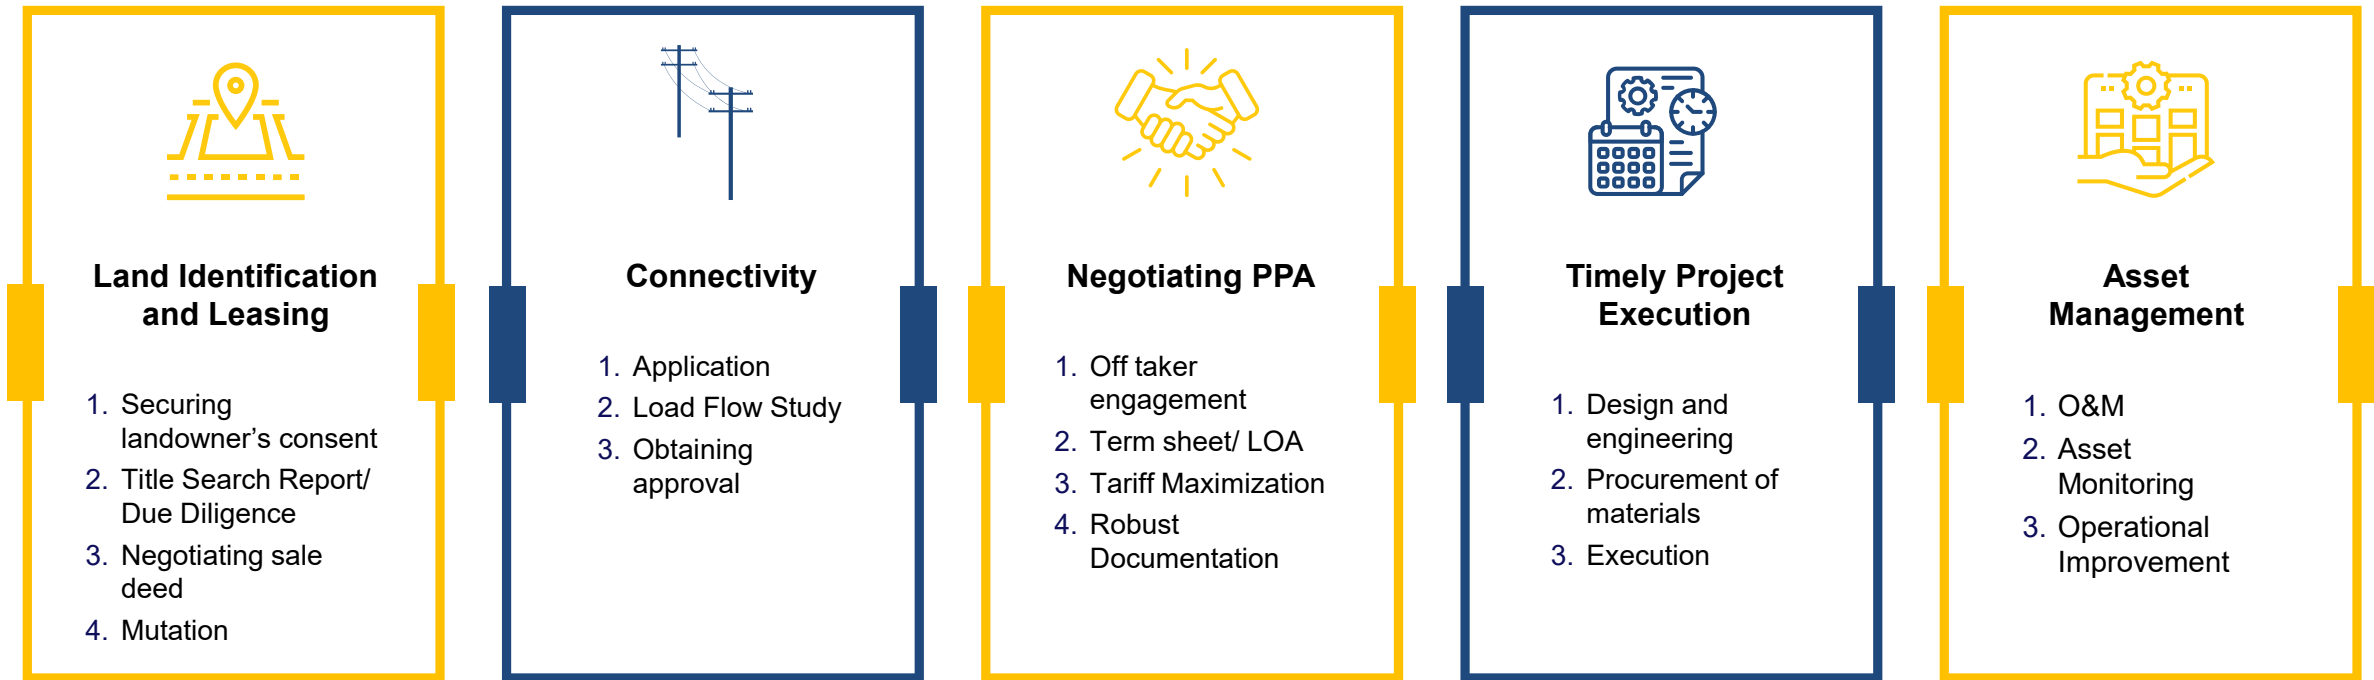 Land Identification
and Leasing
1. Securing
landowner’s consent
2. Title Search Report/
Due Diligence
3. Negotiating sale
deed
4. Mutation
Connectivity
1. Application
2. Load Flow Study
3. Obtaining
approval
Negotiating PPA
1. Off taker
engagement
2. Term sheet/ LOA
3. Tariff Maximization
4. Robust
Documentation
Timely Project
Execution
1. Design and
engineering
2. Procurement of
materials
3. Execution
Asset
Management
1. O&M
2. Asset
Monitoring
3. Operational
Improvement